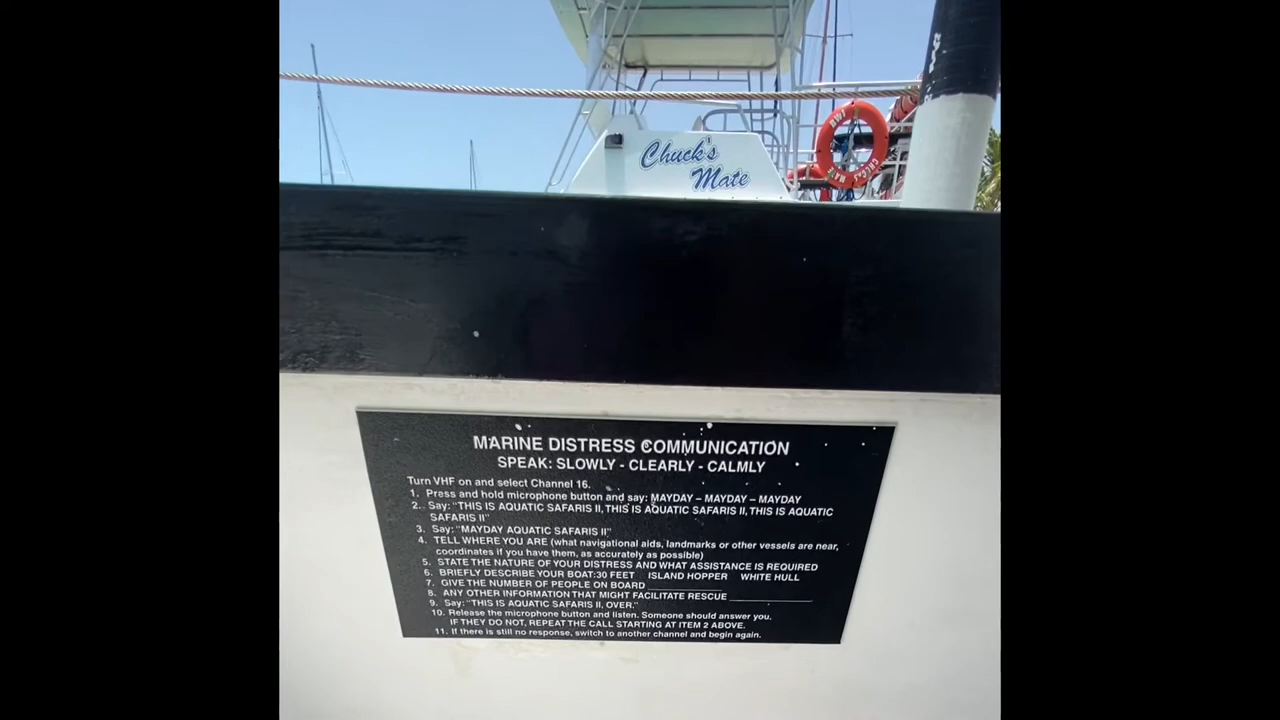 Chuck's
Mate
BWI
CHUCKS MATE
MARINE DISTRESS COMMUNICATION
SPEAK: SLOWLY - CLEARLY - CALMLY
Turn VHF on and select Channel 16.
1. Press and hold microphone button and say: MAYDAY – MAYDAY – MAYDAY
2. Say: "THIS IS AQUATIC SAFARIS II, THIS IS AQUATIC SAFARIS II, THIS IS AQUATIC
SAFARIS II"
3. Say: "MAYDAY AQUATIC SAFARIS II"
4. TELL WHERE YOU ARE (what navigational aids, landmarks or other vessels are near,
coordinates if you have them, as accurately as possible)
5. STATE THE NATURE OF YOUR DISTRESS AND WHAT ASSISTANCE IS REQUIRED
6. BRIEFLY DESCRIBE YOUR BOAT:30 FEET ISLAND HOPPER WHITE HULL
7. GIVE THE NUMBER OF PEOPLE ON BOARD ___________
8. ANY OTHER INFORMATION THAT MIGHT FACILITATE RESCUE ____________
9. Say: "THIS IS AQUATIC SAFARIS II, OVER."
10. Release the microphone button and listen. Someone should answer you.
IF THEY DO NOT, REPEAT THE CALL STARTING AT ITEM 2 ABOVE.
11. If there is still no response, switch to another channel and begin again.